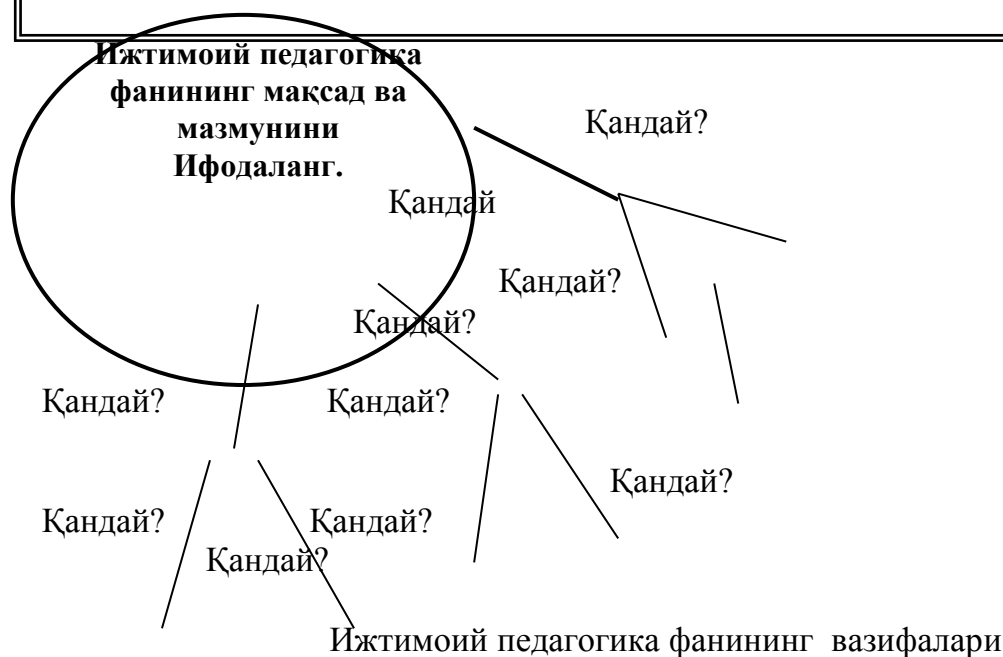 Ижтимоий педагогика
фанининг мақсад ва
мазмунини
Ифодаланг.
Қандай?
Қандай
Қандай?
Қандай?
Қандай?
Қандай?
Қандай?
Қандай?
Қандай?
Қандай?
Ижтимоий педагогика фанининг вазифалари